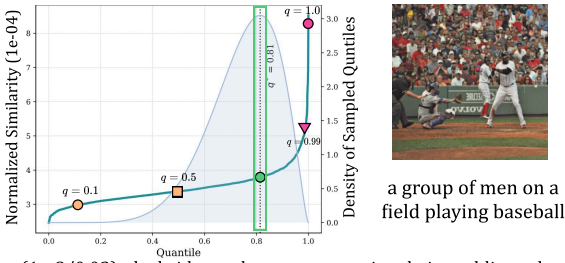 Normalized Similarity (1e-04)
8
7
6
5
4
3
q = 0.1
q = 0.5
q* = 0.81
q = 0.99
q = 1.0
3.0
2.5
2.0
1.5
1.0
0.5
0.0
Density of Sampled Quntiles
0.0 0.2 0.4 0.6 0.8 1.0
Quantile
VOLVO
a group of men on a
field playing baseball